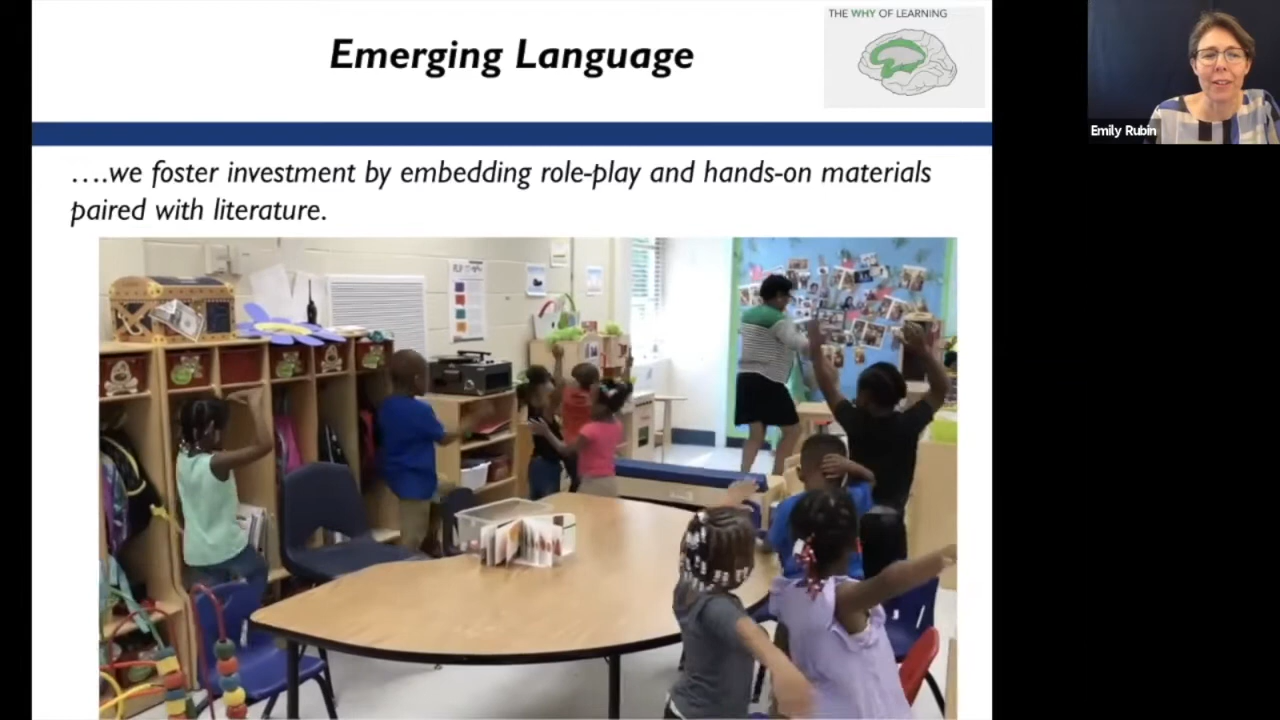 THE WHY OF LEARNING
Emerging Language
Emily Rubin
….we foster investment by embedding role-play and hands-on materials
paired with literature.